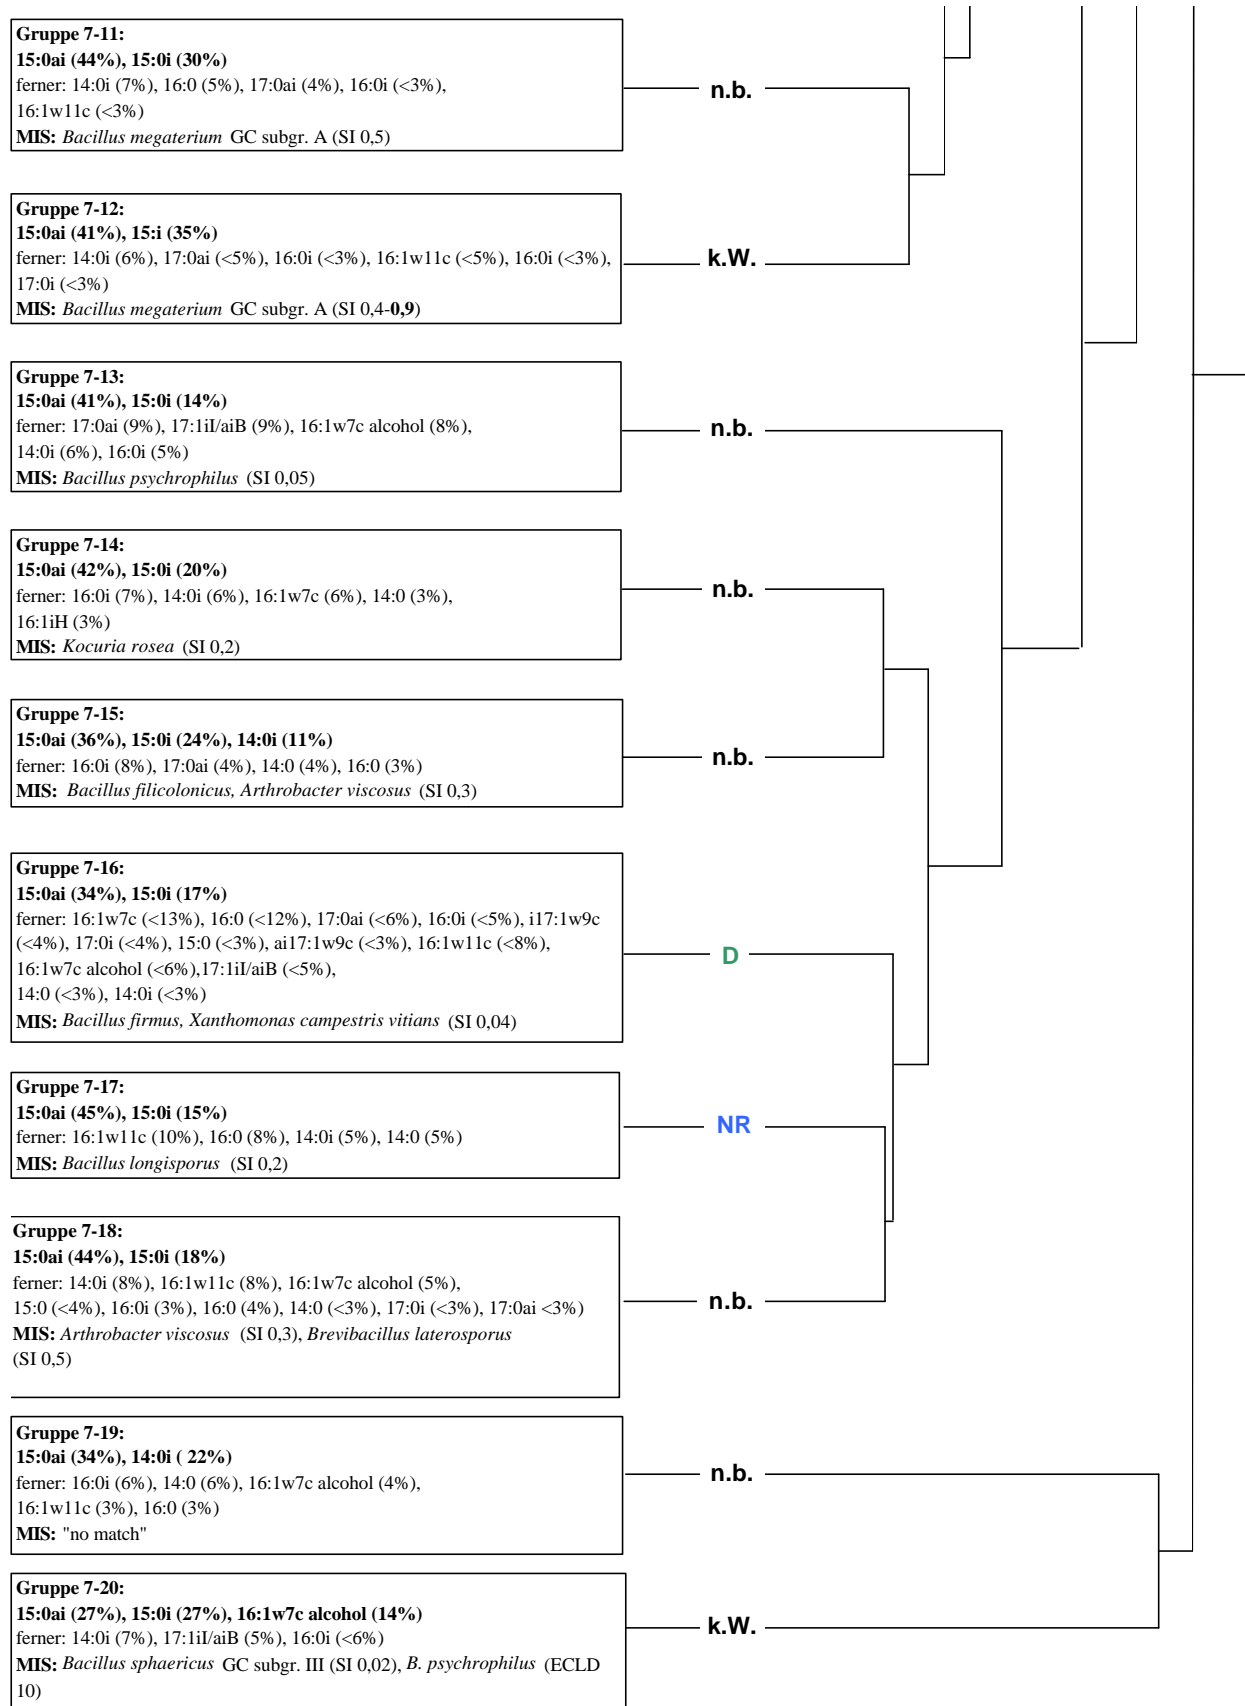 Gruppe 7-11:
15:0ai (44%), 15:0i (30%)
ferner: 14:0i (7%), 16:0 (5%), 17:0ai (4%), 16:0i (<3%),
16:1w11c (<3%)
MIS: Bacillus megaterium GC subgr. A (SI 0,5)
n.b.
Gruppe 7-12:
15:0ai (41%), 15:i (35%)
ferner: 14:0i (6%), 17:0ai (<5%), 16:0i (<3%), 16:1w11c (<5%), 16:0i (<3%),
17:0i (<3%)
MIS: Bacillus megaterium GC subgr. A (SI 0,4-0,9)
k.W.
Gruppe 7-13:
15:0ai (41%), 15:0i (14%)
ferner: 17:0ai (9%), 17:1iI/aiB (9%), 16:1w7c alcohol (8%),
14:0i (6%), 16:0i (5%)
MIS: Bacillus psychrophilus (SI 0,05)
n.b.
Gruppe 7-14:
15:0ai (42%), 15:0i (20%)
ferner: 16:0i (7%), 14:0i (6%), 16:1w7c (6%), 14:0 (3%),
16:1iH (3%)
MIS: Kocuria rosea (SI 0,2)
n.b.
Gruppe 7-15:
15:0ai (36%), 15:0i (24%), 14:0i (11%)
ferner: 16:0i (8%), 17:0ai (4%), 14:0 (4%), 16:0 (3%)
MIS: Bacillus filicolonicus, Arthrobacter viscosus (SI 0,3)
n.b.
Gruppe 7-16:
15:0ai (34%), 15:0i (17%)
ferner: 16:1w7c (<13%), 16:0 (<12%), 17:0ai (<6%), 16:0i (<5%), i17:1w9c
(<4%), 17:0i (<4%), 15:0 (<3%), ai17:1w9c (<3%), 16:1w11c (<8%),
16:1w7c alcohol (<6%),17:1iI/aiB (<5%),
14:0 (<3%), 14:0i (<3%)
MIS: Bacillus firmus, Xanthomonas campestris vitians (SI 0,04)
D
Gruppe 7-17:
15:0ai (45%), 15:0i (15%)
ferner: 16:1w11c (10%), 16:0 (8%), 14:0i (5%), 14:0 (5%)
MIS: Bacillus longisporus (SI 0,2)
NR
Gruppe 7-18:
15:0ai (44%), 15:0i (18%)
ferner: 14:0i (8%), 16:1w11c (8%), 16:1w7c alcohol (5%),
15:0 (<4%), 16:0i (3%), 16:0 (4%), 14:0 (<3%), 17:0i (<3%), 17:0ai <3%)
MIS: Arthrobacter viscosus (SI 0,3), Brevibacillus laterosporus
(SI 0,5)
n.b.
Gruppe 7-19:
15:0ai (34%), 14:0i ( 22%)
ferner: 16:0i (6%), 14:0 (6%), 16:1w7c alcohol (4%),
16:1w11c (3%), 16:0 (3%)
MIS: "no match"
n.b.
Gruppe 7-20:
15:0ai (27%), 15:0i (27%), 16:1w7c alcohol (14%)
ferner: 14:0i (7%), 17:1iI/aiB (5%), 16:0i (<6%)
MIS: Bacillus sphaericus GC subgr. III (SI 0,02), B. psychrophilus (ECLD
10)
k.W.